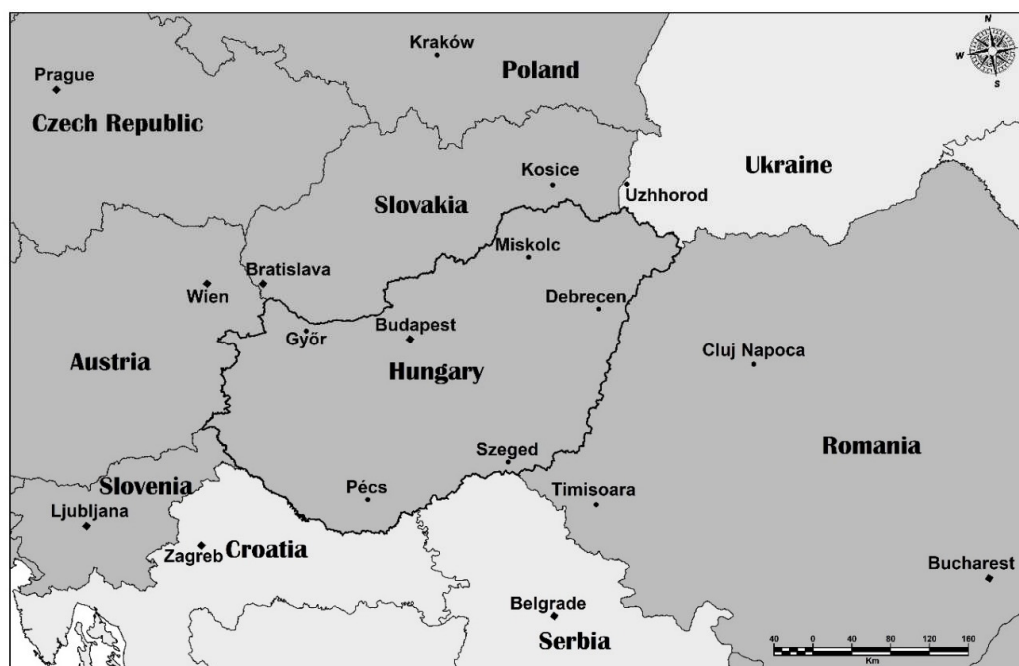 N
W
S
Kraków
Poland
Prague
Czech Republic
Ukraine
Kosice
Uzhhorod
Slovakia
Miskolc
Bratislava
Wien
Debrecen
Budapest
Győr
Hungary
Austria
Cluj Napoca
Romania
Szeged
Slovenia
Pécs
Timisoara
Ljubljana
Zagreb
Croatia
Bucharest
Belgrade
Serbia
40 0 40 80 120 160
Km